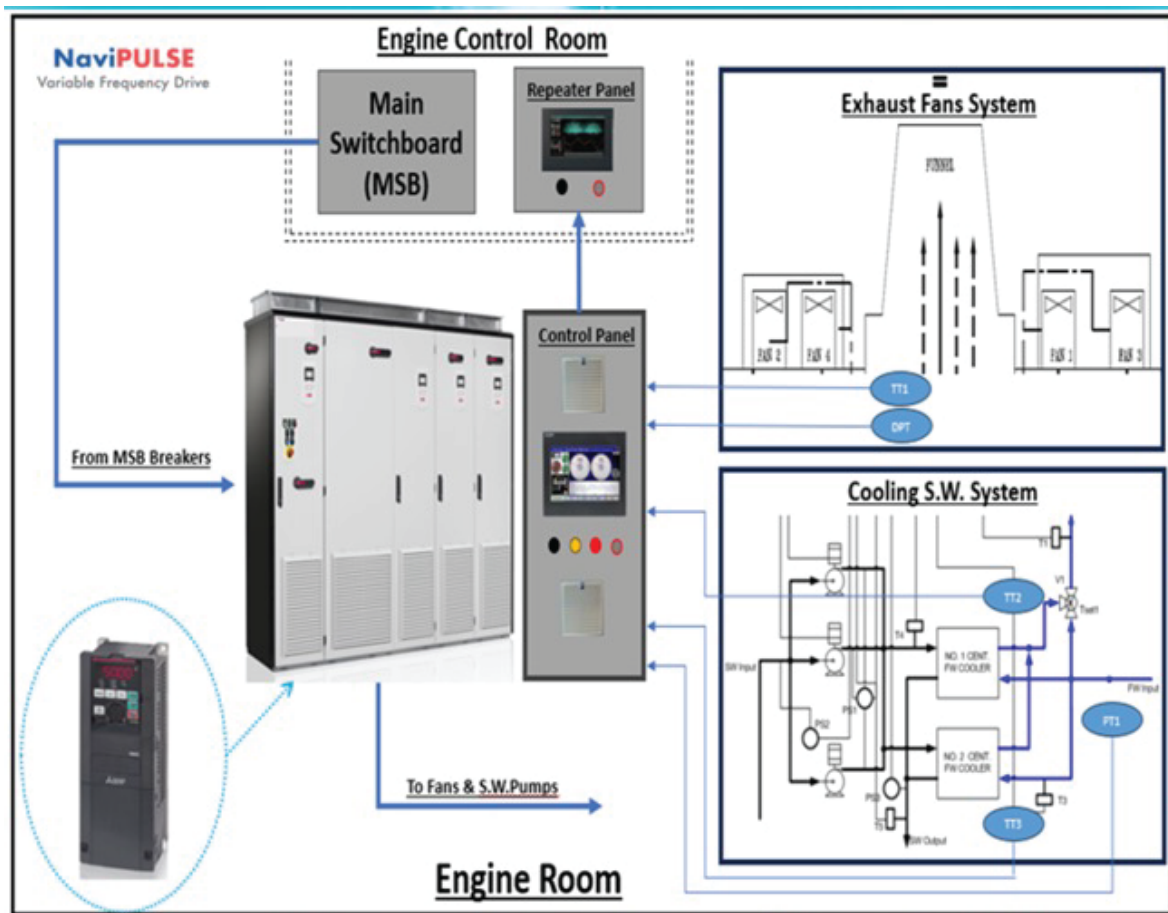 NaviPULSE
Variable Frequency Drive
Engine Control Room
Main
Switchboard
(MSB)
Repeater Panel
Exhaust Fans System
FUNNEL
FAN 2
FAN 4
FAN 1
FAN 3
TT1
DPT
Control Panel
From MSB Breakers
Cooling S.W. System
T1
V1
TT2
Tset1
T4
SW Input
NO. 1 CENT.
FW COOLER
FW Input
PS1
PS2
PT1
NO. 2 CENT.
FW COOLER
PS3
T3
TT3
SW Output
5000
To Fans & S.W.Pumps
Engine Room